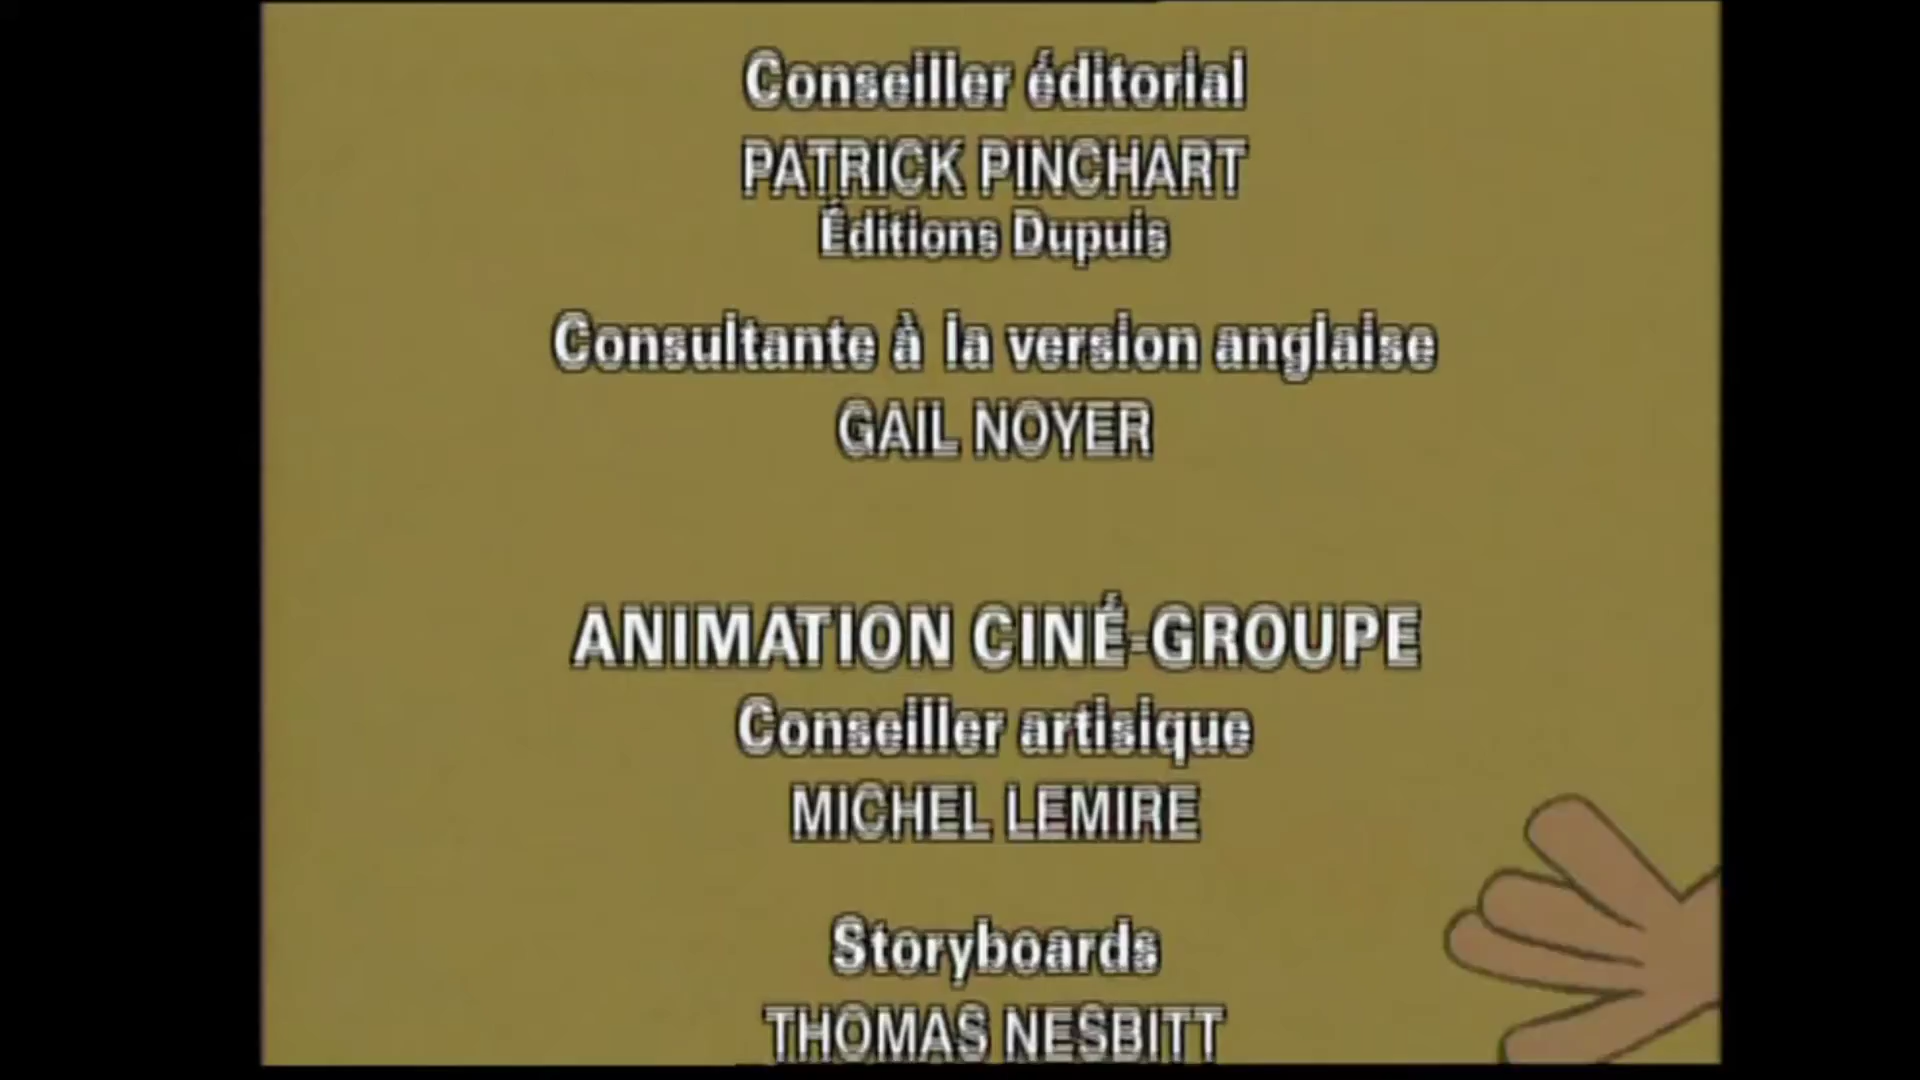 Conseiller éditorial
PATRICK PINCHART
Éditions Dupuis
Consultante à la version anglaise
GAIL NOYER
ANIMATION CINÉ-GROUPE
Conseiller artisique
MICHEL LEMIRE
Storyboards
THOMAS NESBITT